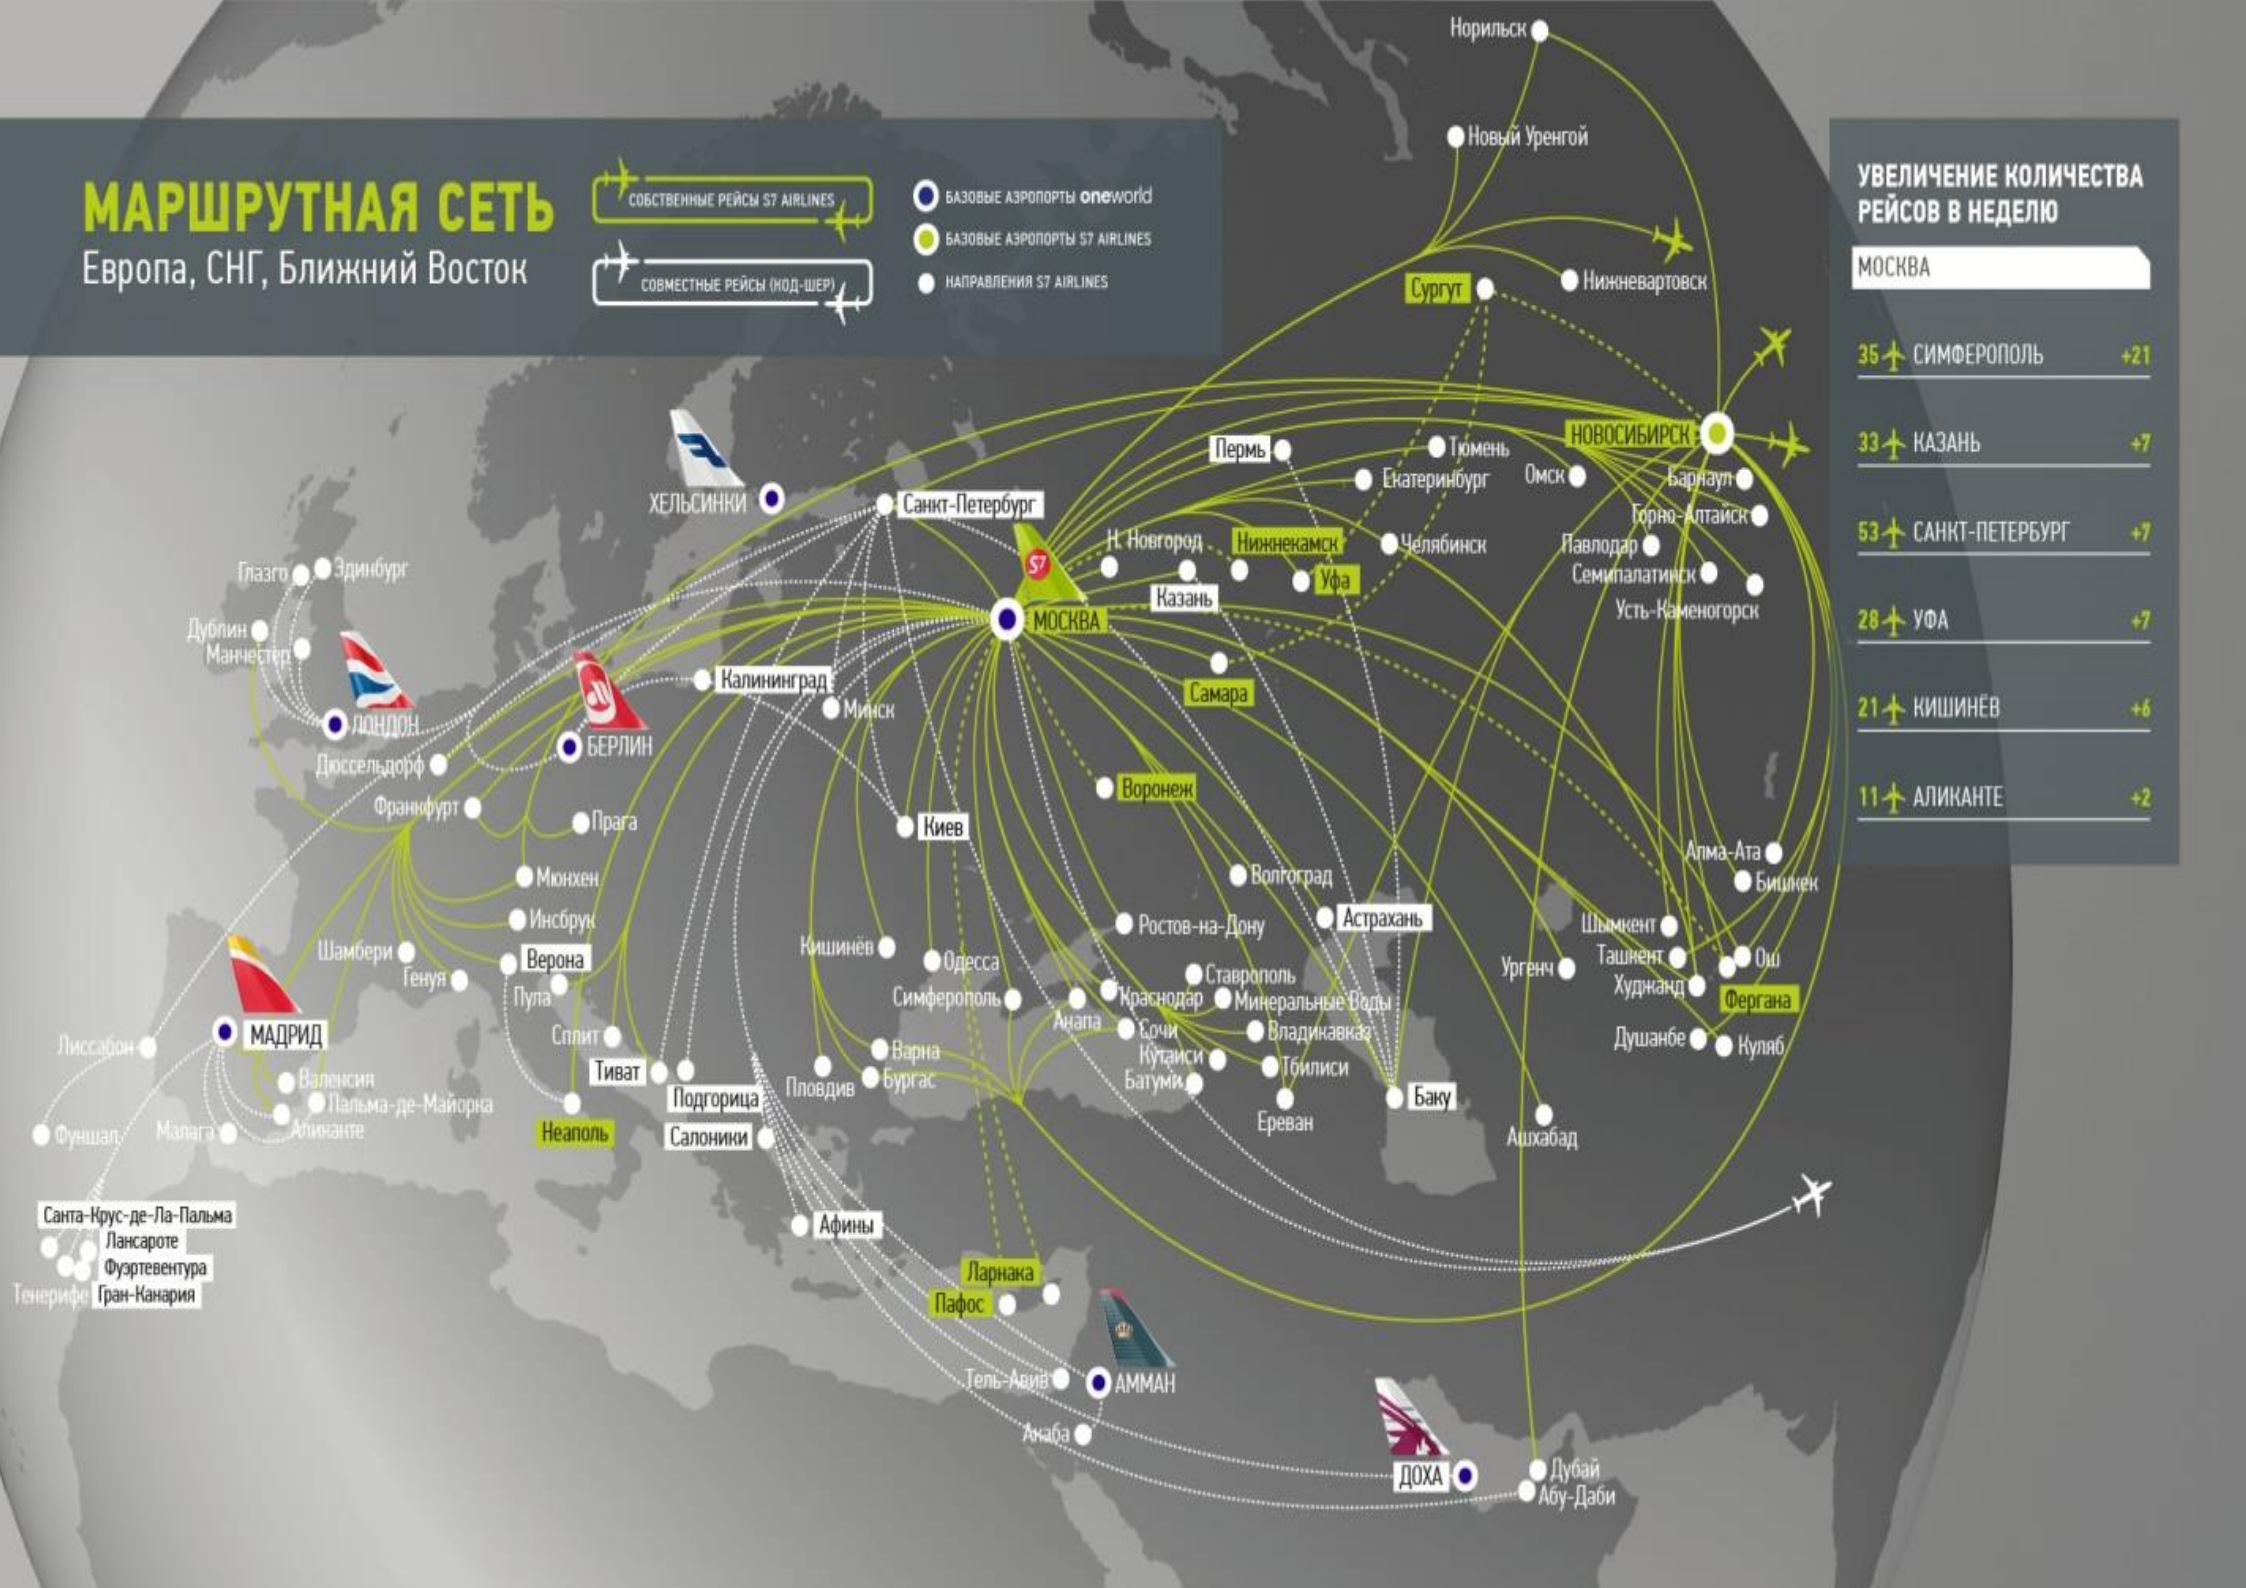 Норильск
Новый Уренгой
МАРШРУТНАЯ СЕТЬ
Европа, СНГ, Ближний Восток
СОБСТВЕННЫЕ РЕЙСЫ S7 AIRLINES
СОВМЕСТНЫЕ РЕЙСЫ (КОД-ШЕР)
БАЗОВЫЕ АЭРОПОРТЫ oneworld
БАЗОВЫЕ АЭРОПОРТЫ S7 AIRLINES
НАПРАВЛЕНИЯ S7 AIRLINES
УВЕЛИЧЕНИЕ КОЛИЧЕСТВА
РЕЙСОВ В НЕДЕЛЮ
МОСКВА
35 СИМФЕРОПОЛЬ +21
33 КАЗАНЬ +7
53 САНКТ-ПЕТЕРБУРГ +7
28 УФА +7
21 КИШИНЁВ +6
11 АЛИКАНТЕ +2
Сургут
Нижневартовск
НОВОСИБИРСК
Пермь
Тюмень
Екатеринбург
Омск
Барнаул
Горно-Алтайск
ХЕЛЬСИНКИ
Санкт-Петербург
S7
Н. Новгород
Нижнекамск
Челябинск
Павлодар
Семипалатинск
Усть-Каменогорск
Уфа
Казань
МОСКВА
Глазго
Эдинбург
Дублин
Манчестер
ЛОНДОН
Калининград
Минск
Самара
БЕРЛИН
Дюссельдорф
Франкфурт
Прага
Воронеж
Киев
Мюнхен
Инсбрук
Волгоград
Алма-Ата
Бишкек
Шамбери
Генуя
Верона
Пула
Кишинёв
Одесса
Ростов-на-Дону
Астрахань
Шымкент
Ташкент
Ош
Ургенч
Худжанд
Фергана
Симферополь
Анапа
Краснодар
Ставрополь
Минеральные Воды
Сочи
Владикавказ
Душанбе
Куляб
Лиссабон
МАДРИД
Сплит
Тиват
Варна
Пловдив
Бургас
Кутаиси
Батуми
Тбилиси
Ереван
Баку
Ашхабад
Валенсия
Пальма-де-Майорка
Аликанте
Малага
Фуншал
Неаполь
Подгорица
Салоники
Афины
Санта-Крус-де-Ла-Пальма
Лансароте
Фуэртевентура
Тенерифе
Гран-Канария
Ларнака
Пафос
Тель-Авив
АММАН
Акаба
ДОХА
Дубай
Абу-Даби